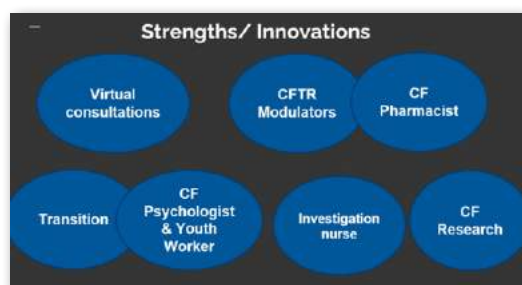 Strengths/ Innovations
Virtual
consultations
CFTR
Modulators
CF
Pharmacist
Transition
CF
Psychologist
& Youth
Worker
Investigation
nurse
CF
Research